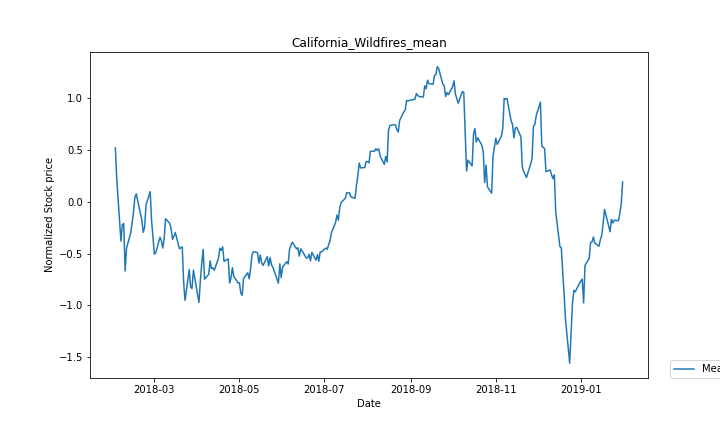 California_Wildfires_mean
Normalized Stock price
1.0
0.5
0.0
−0.5
−1.0
−1.5
2018-03 2018-05 2018-07 2018-09 2018-11 2019-01
Date
Mea